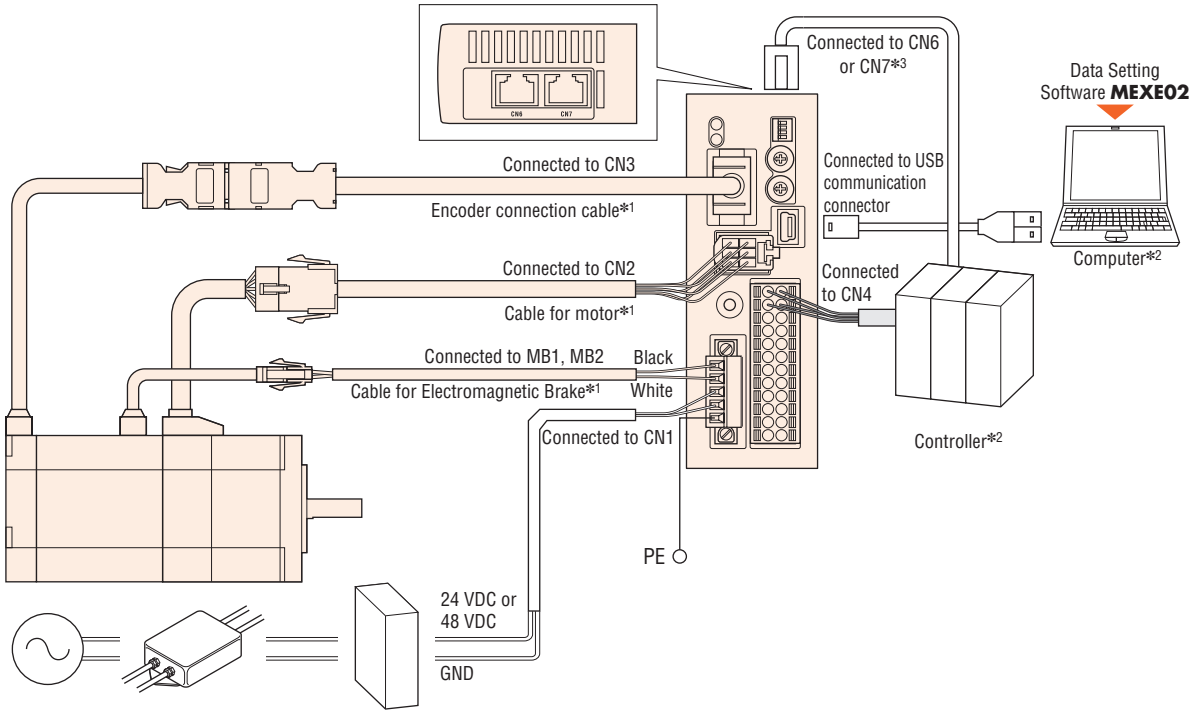 Connected to CN6
or CN7*3
Data Setting
Software MEXE02
CN6
CN7
Connected to CN3
Encoder connection cable*1
Connected to USB
communication
connector
Computer*2
Connected to CN2
Cable for motor*1
Connected
to CN4
Connected to MB1, MB2
Black
Cable for Electromagnetic Brake*1
White
Connected to CN1
Controller*2
PE
24 VDC or
48 VDC
GND